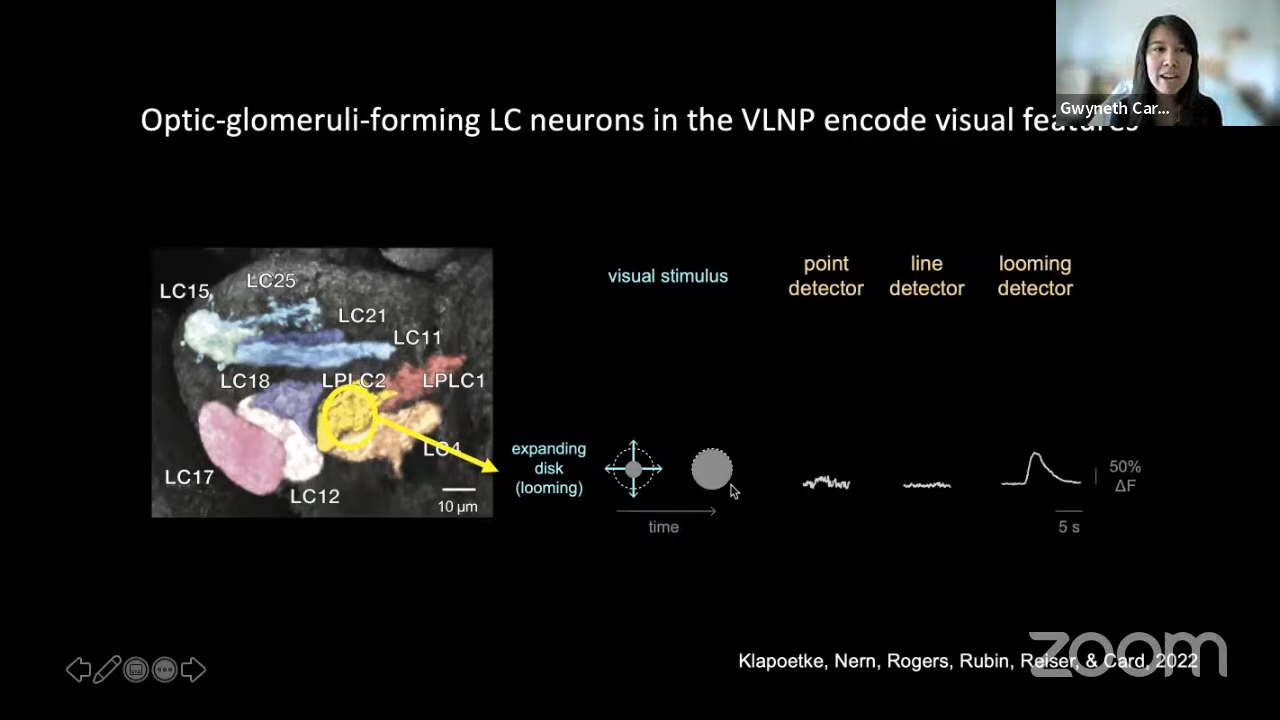 Gwyneth Car...
Optic-glomeruli-forming LC neurons in the VLNP encode visual features
LC25
LC15
LC21
LC11
LC18
LPLC2
LPLC1
LC4
LC17
LC12
10 µm
visual stimulus
point
detector
line
detector
looming
detector
expanding
disk
(looming)
time
50%
ΔF
5 s
Klapoetke, Nern, Rogers, Rubin, Reiser, & Card, 2022
zoom